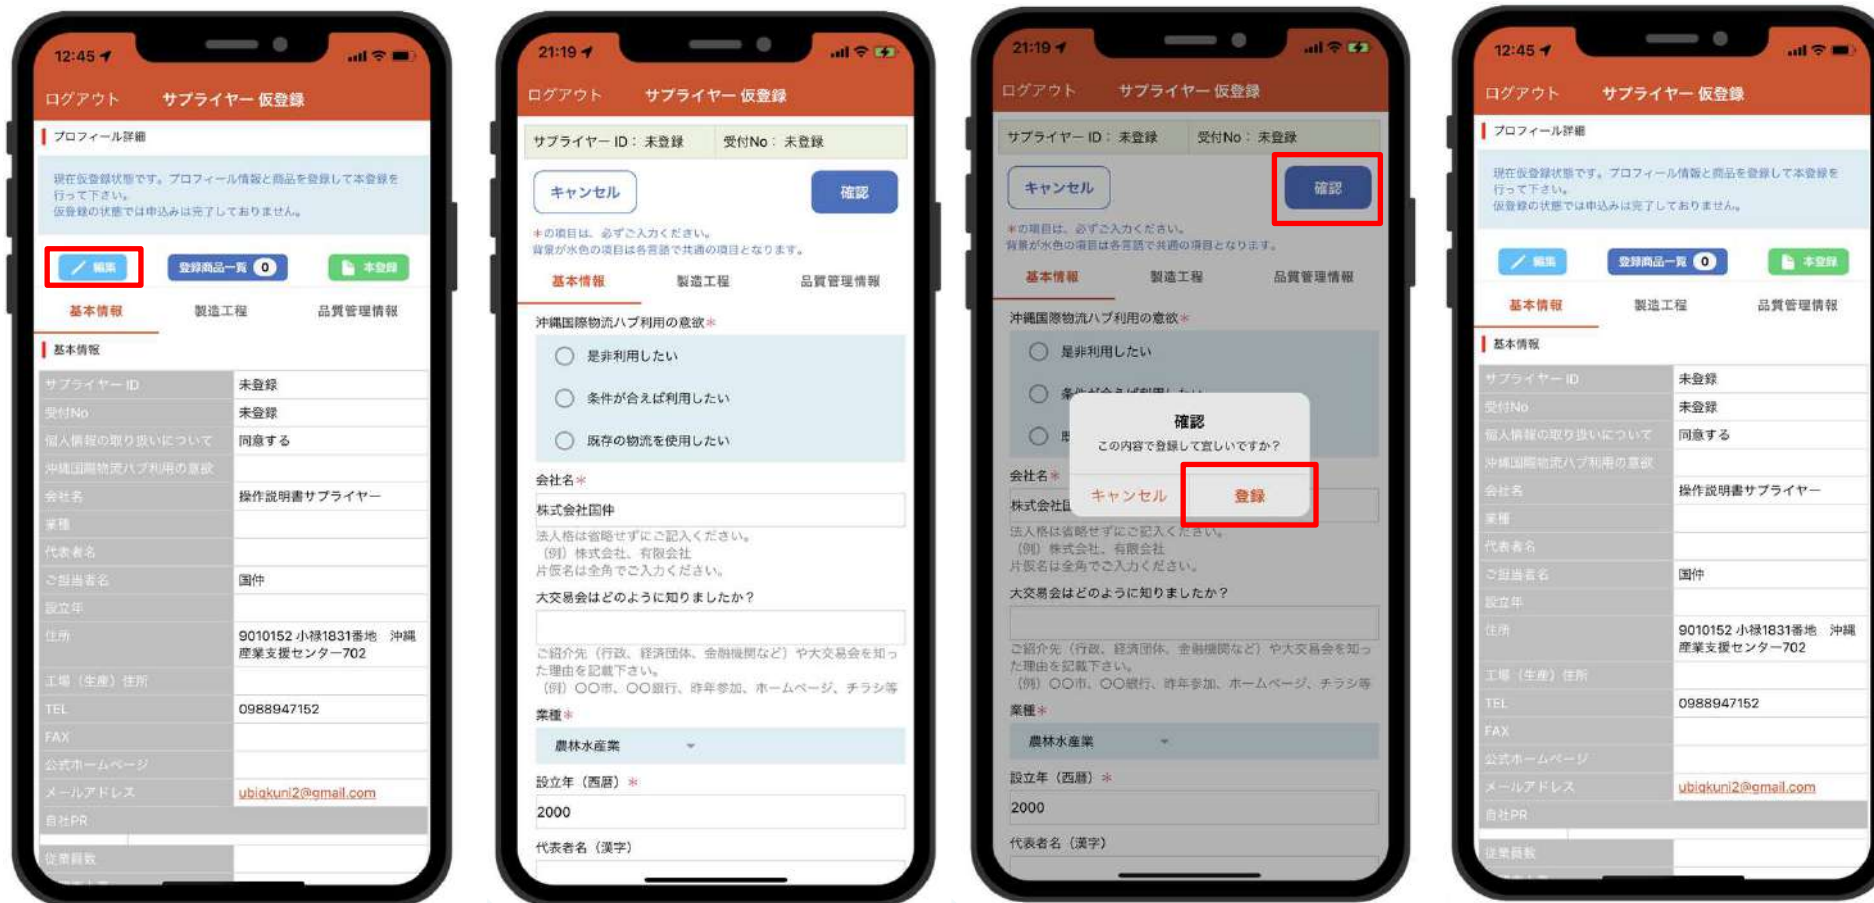 12:45
ログアウト
サプライヤー 仮登録
プロフィール詳細
現在仮登録状態です。プロフィール情報と商品を登録して本登録を
行って下さい。
仮登録の状態では申込みは完了しておりません。
編集
登録商品一覧 0
本登録
基本情報
製造工程
品質管理情報
基本情報
サプライヤー ID 未登録
受付No 未登録
個人情報の取り扱いについて 同意する
沖縄国際物流ハブ利用の意欲
会社名 操作説明書サプライヤー
業種
代表者名
ご担当者名 国仲
設立年
住所 9010152 小禄1831番地 沖縄
産業支援センター702
工場（生産）住所
TEL 0988947152
FAX
公式ホームページ
メールアドレス ubiqkuni2@gmail.com
自社PR
従業員数
21:19
ログアウト
サプライヤー 仮登録
サプライヤー ID： 未登録
受付No： 未登録
キャンセル
確認
＊の項目は、必ずご入力ください。
背景が水色の項目は各言語で共通の項目となります。
基本情報
製造工程
品質管理情報
沖縄国際物流ハブ利用の意欲＊
是非利用したい
条件が合えば利用したい
既存の物流を使用したい
会社名＊
株式会社国仲
法人格は省略せずにご記入ください。
（例）株式会社、有限会社
片仮名は全角でご入力ください。
大交易会はどのように知りましたか？
ご紹介先（行政、経済団体、金融機関など）や大交易会を知っ
た理由を記載下さい。
（例）〇〇市、〇〇銀行、昨年参加、ホームページ、チラシ等
業種＊
農林水産業
設立年（西暦）＊
2000
代表者名（漢字）
21:19
ログアウト
サプライヤー 仮登録
サプライヤー ID： 未登録
受付No： 未登録
キャンセル
確認
＊の項目は、必ずご入力ください。
背景が水色の項目は各言語で共通の項目となります。
基本情報
製造工程
品質管理情報
沖縄国際物流ハブ利用の意欲＊
是非利用したい
確認
この内容で登録して宜しいですか？
キャンセル
登録
会社名＊
株式会社
法人格は省略せずにご記入ください。
（例）株式会社、有限会社
片仮名は全角でご入力ください。
大交易会はどのように知りましたか？
ご紹介先（行政、経済団体、金融機関など）や大交易会を知っ
た理由を記載下さい。
（例）〇〇市、〇〇銀行、昨年参加、ホームページ、チラシ等
業種＊
農林水産業
設立年（西暦）＊
2000
代表者名（漢字）
12:45
ログアウト
サプライヤー 仮登録
プロフィール詳細
現在仮登録状態です。プロフィール情報と商品を登録して本登録を
行って下さい。
仮登録の状態では申込みは完了しておりません。
編集
登録商品一覧 0
本登録
基本情報
製造工程
品質管理情報
基本情報
サプライヤー ID 未登録
受付No 未登録
個人情報の取り扱いについて 同意する
沖縄国際物流ハブ利用の意欲
会社名 操作説明書サプライヤー
業種
代表者名
ご担当者名 国仲
設立年
住所 9010152 小禄1831番地 沖縄
産業支援センター702
工場（生産）住所
TEL 0988947152
FAX
公式ホームページ
メールアドレス ubiqkuni2@gmail.com
自社PR
従業員数